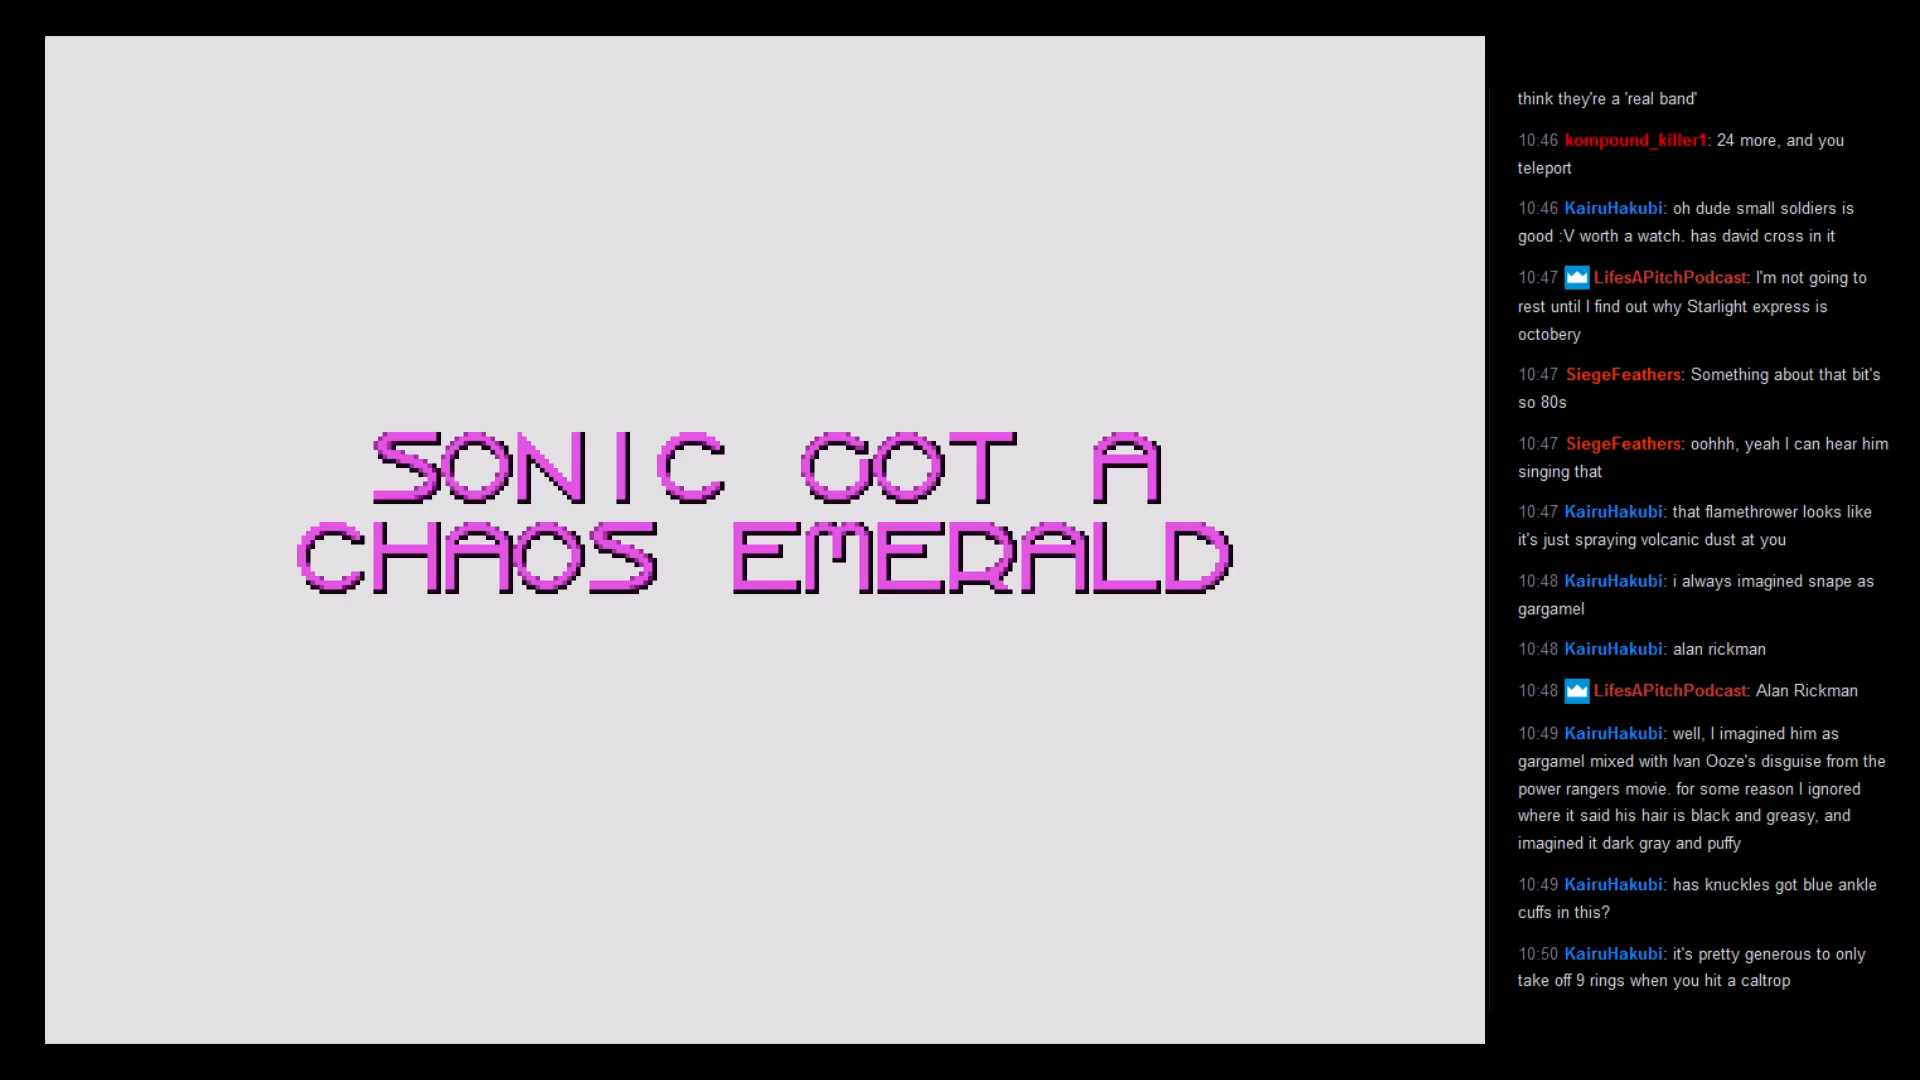 SONIC GOT A
CHAOS EMERALD
think they're a 'real band'
10:46 kompound_killer1: 24 more, and you
teleport
10:46 KairuHakubi: oh dude small soldiers is
good :V worth a watch. has david cross in it
10:47 LifesAPitchPodcast: I'm not going to
rest until I find out why Starlight express is
octobery
10:47 SiegeFeathers: Something about that bit's
so 80s
10:47 SiegeFeathers: oohhh, yeah I can hear him
singing that
10:47 KairuHakubi: that flamethrower looks like
it's just spraying volcanic dust at you
10:48 KairuHakubi: i always imagined snape as
gargamel
10:48 KairuHakubi: alan rickman
10:48 LifesAPitchPodcast: Alan Rickman
10:49 KairuHakubi: well, I imagined him as
gargamel mixed with Ivan Ooze's disguise from the
power rangers movie. for some reason I ignored
where it said his hair is black and greasy, and
imagined it dark gray and puffy
10:49 KairuHakubi: has knuckles got blue ankle
cuffs in this?
10:50 KairuHakubi: it's pretty generous to only
take off 9 rings when you hit a caltrop